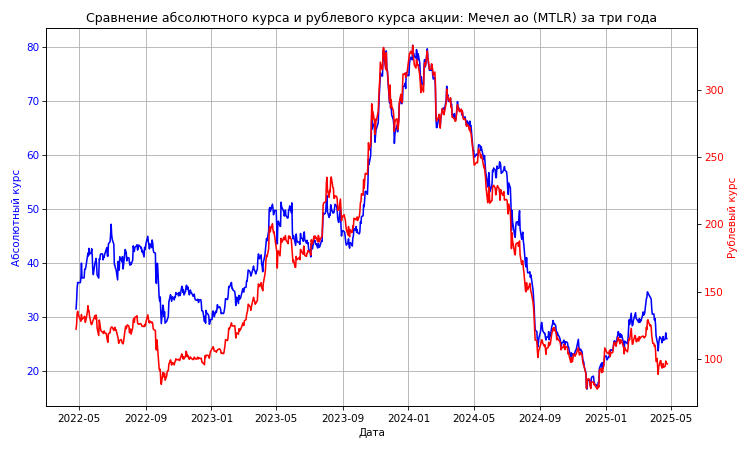 Сравнение абсолютного курса и рублевого курса акции: Мечел ао (MTLR) за три года
80
70
60
50
40
30
20
Абсолютный курс
300
250
200
150
100
Рублевый курс
2022-05 2022-09 2023-01 2023-05 2023-09 2024-01 2024-05 2024-09 2025-01 2025-05
Дата